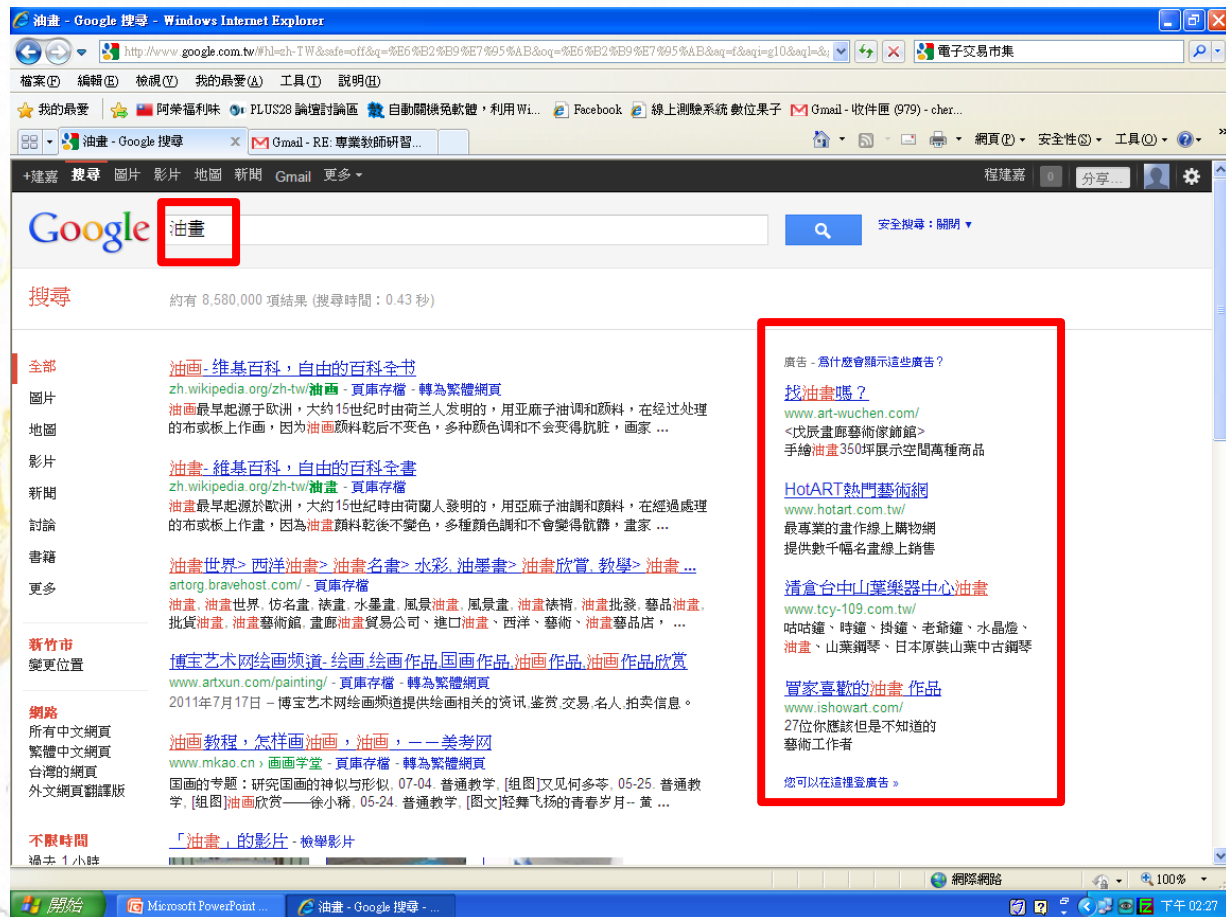 油畫 - Google 搜尋 - Windows Internet Explorer
http://www.google.com.tw/#hl=zh-TW&safe=off&q=%E6%B2%B9%E7%95%AB&oq=%E6%B2%B9%E7%95%AB&aq=f&aqi=g10&aql=&
電子交易市集
檔案(F) 編輯(E) 檢視(V) 我的最愛(A) 工具(T) 說明(H)
我的最愛 阿榮福利味 PLUS28 論壇討論區 自動關機免軟體,利用 Wi... Facebook 線上測驗系統 數位果子 Gmail - 收件匣 (979) - cher...
油畫 - Google 搜尋 X Gmail - RE: 專業教師研習...
網頁(P) 安全性(S) 工具(O) »
+建嘉 搜尋 圖片 影片 地圖 新聞 Gmail 更多
程建嘉 0 分享...
Google 油畫
安全搜尋:關閉 ▼
搜尋
約有 8,580,000 項結果 (搜尋時間:0.43 秒)
全部
圖片
地圖
影片
新聞
討論
書籍
更多
新竹市
變更位置
網路
所有中文網頁
繁體中文網頁
台灣的網頁
外文網頁翻譯版
不限時間
過去 1 小時
油画- 维基百科,自由的百科全书
zh.wikipedia.org/zh-tw/油画 - 頁庫存檔 - 轉為繁體網頁
油画最早起源于欧洲,大约15世纪时由荷兰人发明的,用亚麻子油调和颜料,在经过处理
的布或板上作画,因为油画颜料乾后不变色,多种颜色调和不会变得肮脏,画家 ...
油畫- 維基百科,自由的百科全書
zh.wikipedia.org/zh-tw/油畫 - 頁庫存檔
油畫最早起源於歐洲,大約15世紀時由荷蘭人發明的,用亞麻子油調和顏料,在經過處理
的布或板上作畫,因為油畫顏料乾後不變色,多種顏色調和不會變得骯髒,畫家 ...
油畫世界> 西洋油畫> 油畫名畫> 水彩, 油墨畫> 油畫欣賞, 教學> 油畫 ...
artorg.bravehost.com/ - 頁庫存檔
油畫, 油畫世界, 仿名畫, 裱畫, 水墨畫, 風景油畫, 風景畫, 油畫裱褙, 油畫批發, 藝品油畫,
批貨油畫, 油畫藝術館, 畫廊油畫貿易公司、進口油畫、西洋、藝術、油畫藝品店, ...
博宝艺术网绘画频道- 绘画,绘画作品,国画作品,油画作品,油画作品欣赏
www.artxun.com/painting/ - 頁庫存檔 - 轉為繁體網頁
2011年7月17日 – 博宝艺术网绘画频道提供绘画相关的资讯,鉴赏,交易,名人,拍卖信息。
油画教程,怎样画油画,油画,——美考网
www.mkao.cn › 画画学堂 - 頁庫存檔 - 轉為繁體網頁
国画的专题:研究国画的神似与形似, 07-04. 普通教学, [组图]又见何多苓, 05-25. 普通教
学, [组图]油画欣赏——徐小稀, 05-24. 普通教学, [图文]轻舞飞扬的青春岁月-- 黄 ...
「油畫」的影片 - 檢舉影片
廣告 - 為什麼會顯示這些廣告?
找油畫嗎?
www.art-wuchen.com/
<戊辰畫廊藝術傢飾館>
手繪油畫350坪展示空間萬種商品
HotART熱門藝術網
www.hotart.com.tw/
最專業的畫作線上購物網
提供數千幅名畫線上銷售
清倉台中山葉樂器中心油畫
www.tcy-109.com.tw/
咕咕鐘、時鐘、掛鐘、老爺鐘、水晶燈、
油畫、山葉鋼琴、日本原裝山葉中古鋼琴
買家喜歡的油畫 作品
www.ishowart.com/
27位你應該但是不知道的
藝術工作者
您可以在這裡登廣告 »
網際網路 100%
開始 Microsoft PowerPoint ... 油畫 - Google 搜尋 - ... 下午 02:27